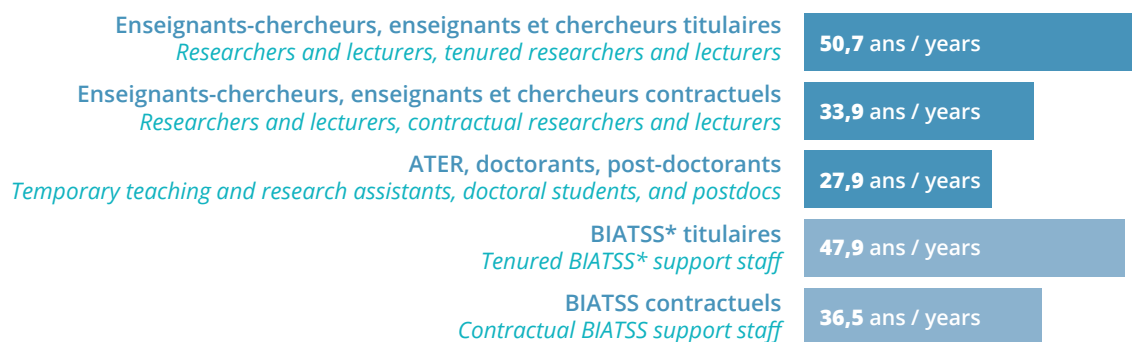 Enseignants-chercheurs, enseignants et chercheurs titulaires
Researchers and lecturers, tenured researchers and lecturers
50,7 ans / years
Enseignants-chercheurs, enseignants et chercheurs contractuels
Researchers and lecturers, contractual researchers and lecturers
33,9 ans / years
ATER, doctorants, post-doctorants
Temporary teaching and research assistants, doctoral students, and postdocs
27,9 ans / years
BIATSS* titulaires
Tenured BIATSS* support staff
47,9 ans / years
BIATSS contractuels
Contractual BIATSS support staff
36,5 ans / years